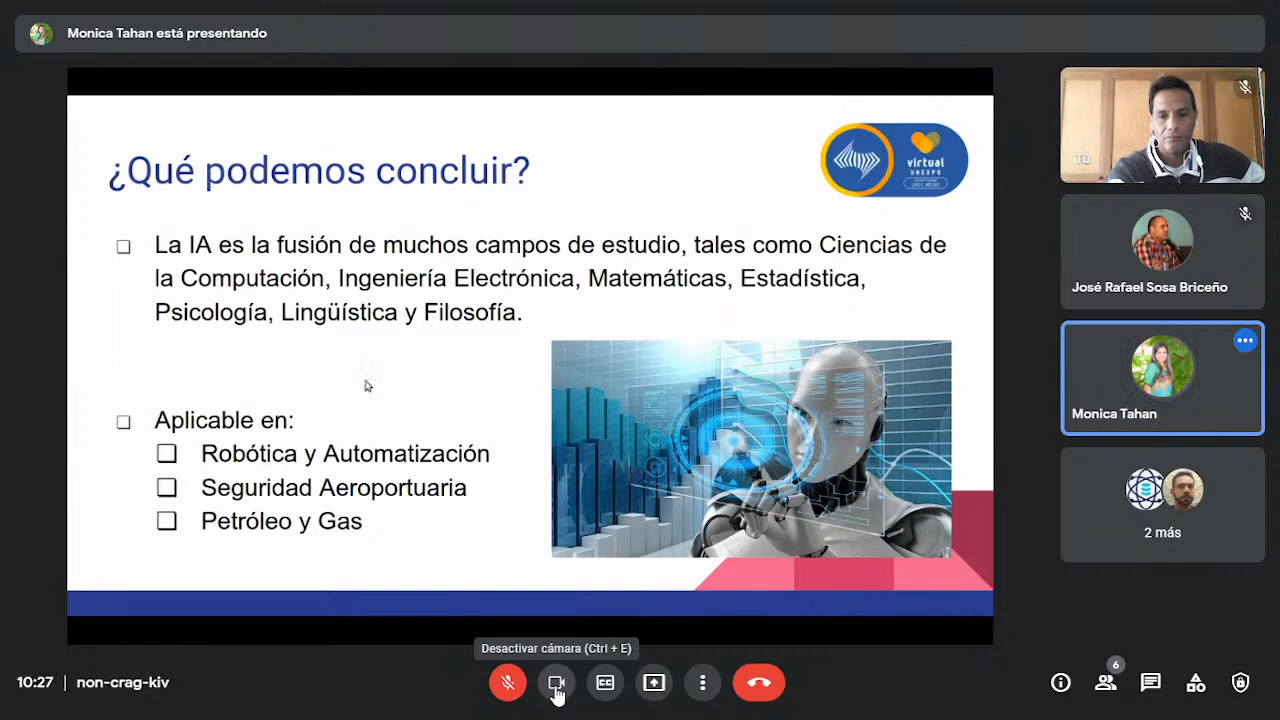 Monica Tahan está presentando
¿Qué podemos concluir?
virtual
UNEXPO
La IA es la fusión de muchos campos de estudio, tales como Ciencias de
la Computación, Ingeniería Electrónica, Matemáticas, Estadística,
Psicología, Lingüística y Filosofía.
Aplicable en:
Robótica y Automatización
Seguridad Aeroportuaria
Petróleo y Gas
Tú
José Rafael Sosa Briceño
Monica Tahan
2 más
Desactivar cámara (Ctrl + E)
10:27 | non-crag-kiv
CC
6